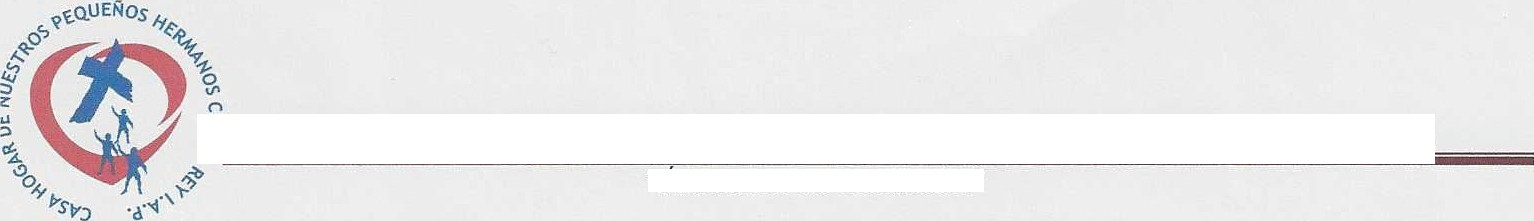 CASA HOGAR DE NUESTROS PEQUEÑOS HERMANOS C
REY I.A.P.